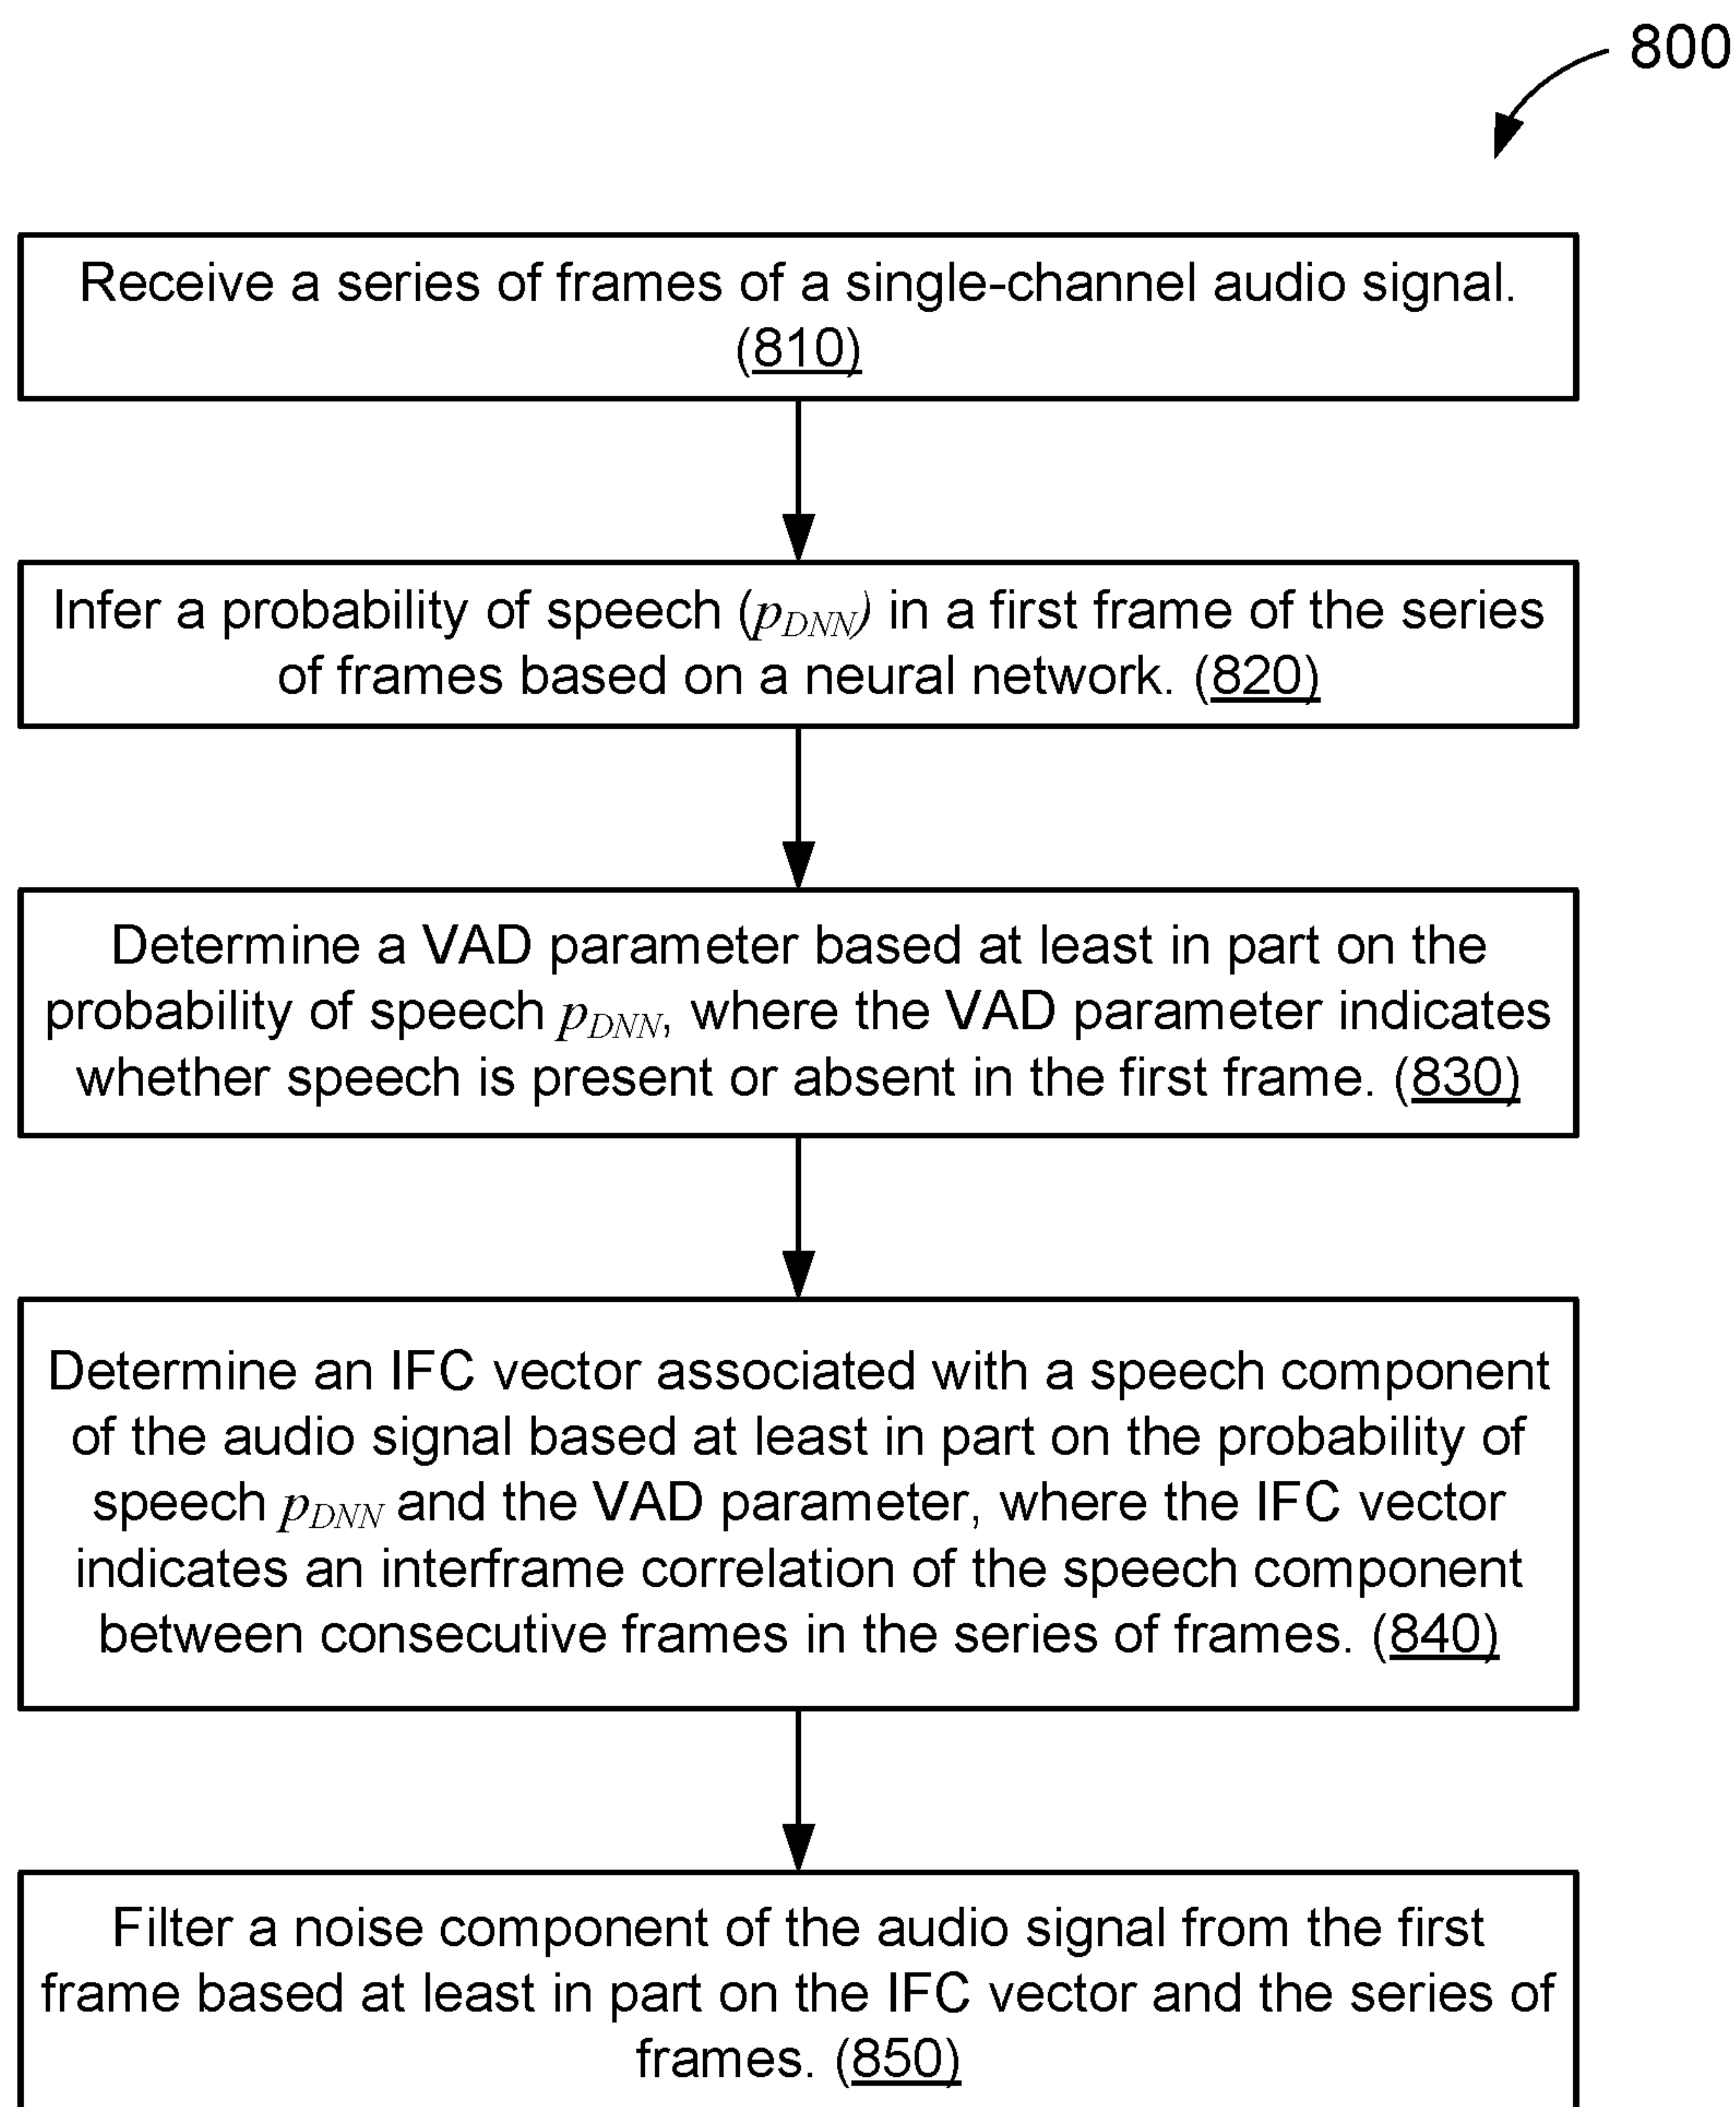 800
Receive a series of frames of a single-channel audio signal.
(810)
Infer a probability of speech (p_DNN) in a first frame of the series
of frames based on a neural network. (820)
Determine a VAD parameter based at least in part on the
probability of speech p_DNN, where the VAD parameter indicates
whether speech is present or absent in the first frame. (830)
Determine an IFC vector associated with a speech component
of the audio signal based at least in part on the probability of
speech p_DNN and the VAD parameter, where the IFC vector
indicates an interframe correlation of the speech component
between consecutive frames in the series of frames. (840)
Filter a noise component of the audio signal from the first
frame based at least in part on the IFC vector and the series of
frames. (850)